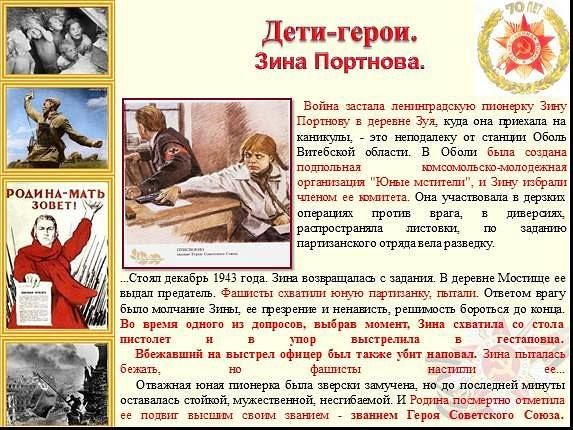 Дети-герои.
70 ЛЕТ
Зина Портнова.
Война застала ленинградскую пионерку Зину
Портнову в деревне Зуя, куда она приехала на
каникулы, - это неподалеку от станции Оболь
Витебской области. В Оболи была создана
подпольная комсомольско-молодежная
организация "Юные мстители", и Зину избрали
членом ее комитета. Она участвовала в дерзких
операциях против врага, в диверсиях,
распространяла листовки, по заданию
партизанского отряда вела разведку.
РОДИНА-МАТЬ
ЗОВЕТ!
звание Героя Советского Союза
...Стоял декабрь 1943 года. Зина возвращалась с задания. В деревне Мостище ее
выдал предатель. Фашисты схватили юную партизанку, пытали. Ответом врагу
было молчание Зины, ее презрение и ненависть, решимость бороться до конца.
Во время одного из допросов, выбрав момент, Зина схватила со стола
пистолет и в упор выстрелила в гестаповца.
Вбежавший на выстрел офицер был также убит наповал. Зина пыталась
бежать, но фашисты настигли ее...
Отважная юная пионерка была зверски замучена, но до последней минуты
оставалась стойкой, мужественной, несгибаемой. И Родина посмертно отметила
ее подвиг высшим своим званием - званием Героя Советского Союза.